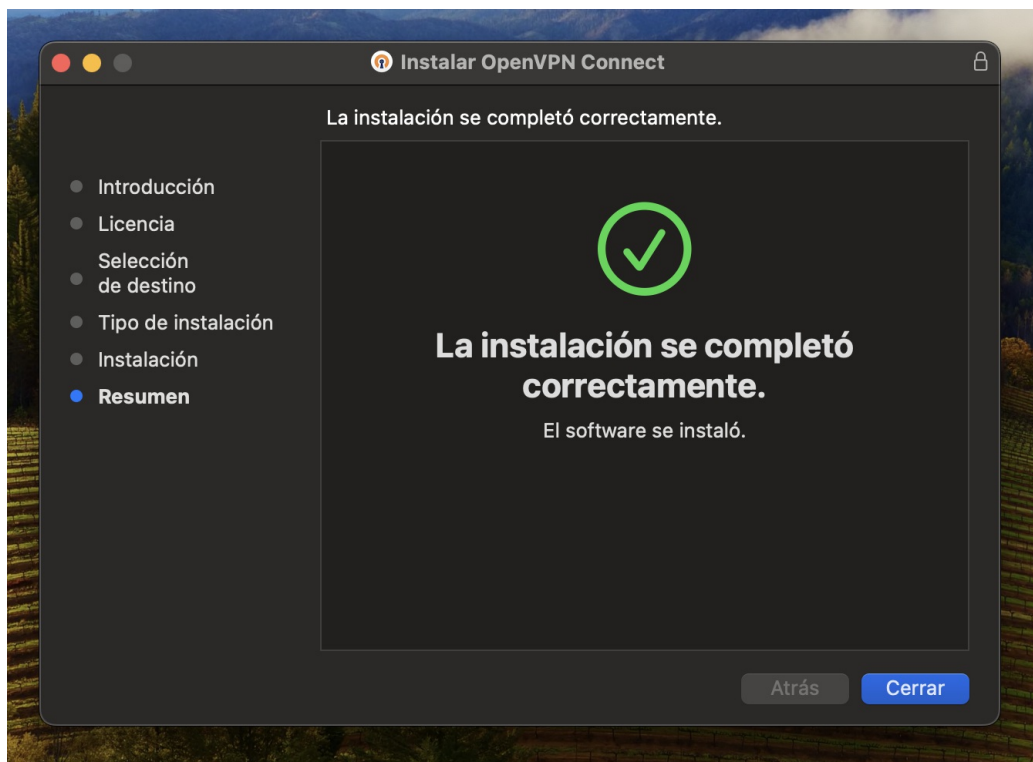 Instalar OpenVPN Connect
La instalación se completó correctamente.
Introducción
Licencia
Selección
de destino
Tipo de instalación
Instalación
Resumen
La instalación se completó
correctamente.
El software se instaló.
Atrás
Cerrar